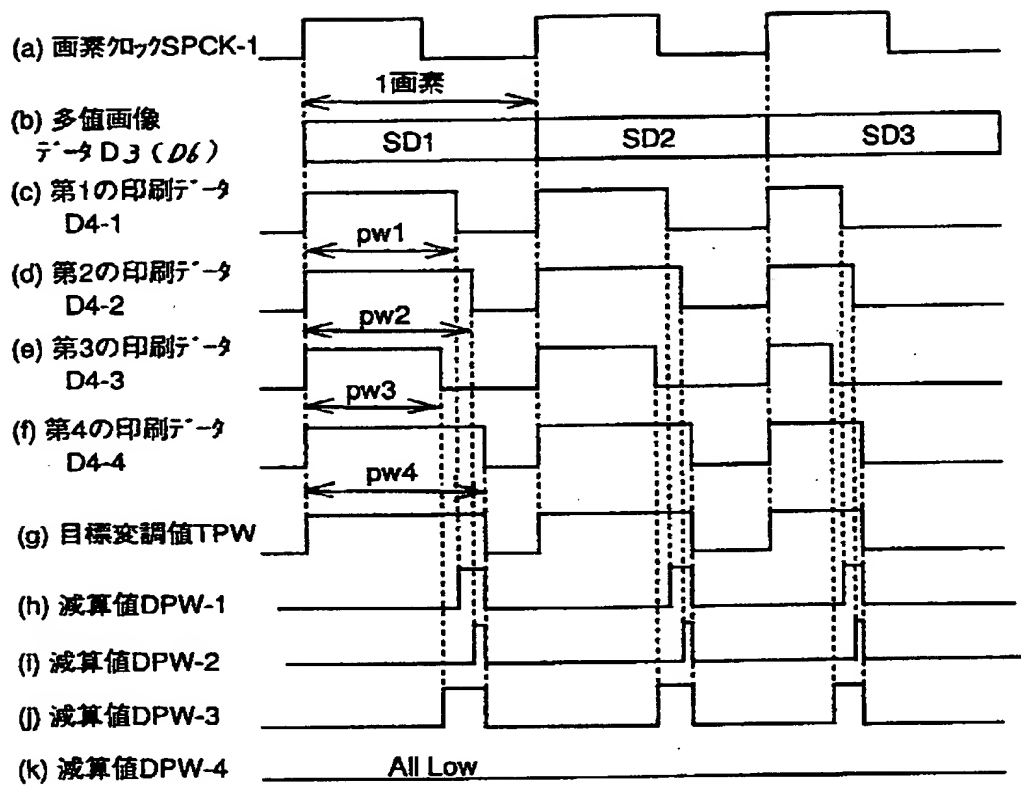 (a) 画素ｸﾛｯｸSPCK-1
1画素
(b) 多値画像
ﾃﾞｰﾀD3(D6)
SD1
SD2
SD3
(c) 第1の印刷ﾃﾞｰﾀ
D4-1
pw1
(d) 第2の印刷ﾃﾞｰﾀ
D4-2
pw2
(e) 第3の印刷ﾃﾞｰﾀ
D4-3
pw3
(f) 第4の印刷ﾃﾞｰﾀ
D4-4
pw4
(g) 目標変調値TPW
(h) 減算値DPW-1
(i) 減算値DPW-2
(j) 減算値DPW-3
(k) 減算値DPW-4
All Low